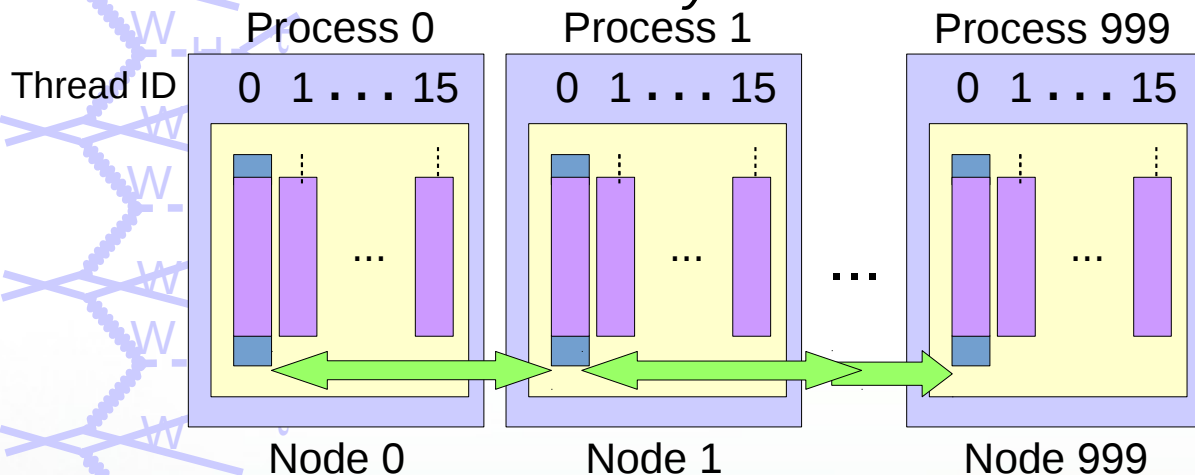 Process 0 Process 1 Process 999
Thread ID 0 1 ... 15 0 1 ... 15 0 1 ... 15
... ... ... ...
Node 0 Node 1 Node 999
W
H
t
W
W
W
W
W
t